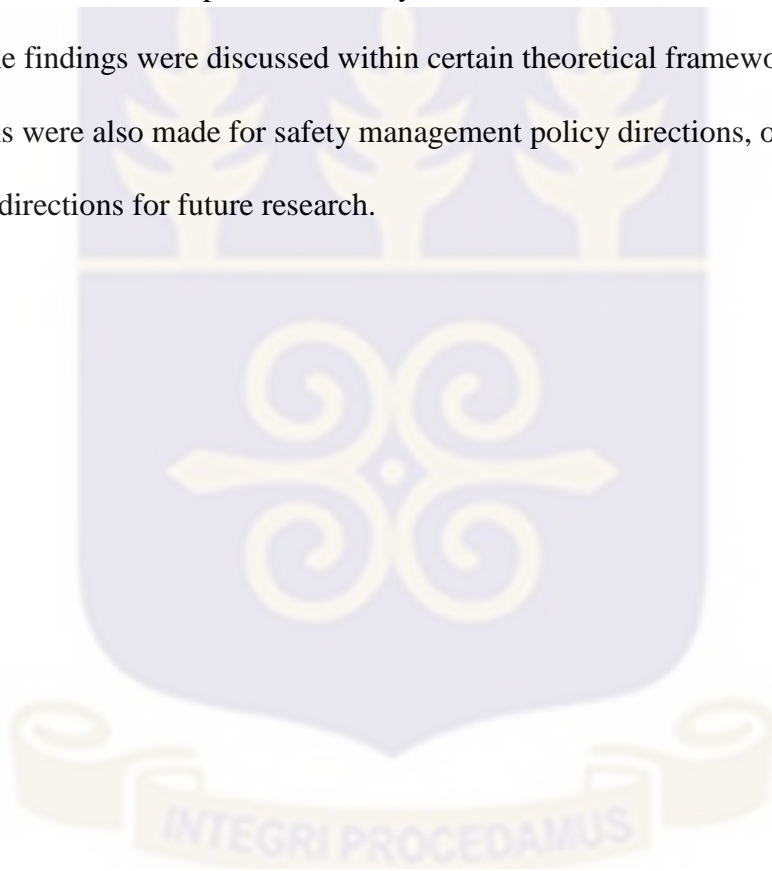 e findings were discussed within certain theoretical framewo
s were also made for safety management policy directions, o
directions for future research.
INTEGRI PROCEDAMUS